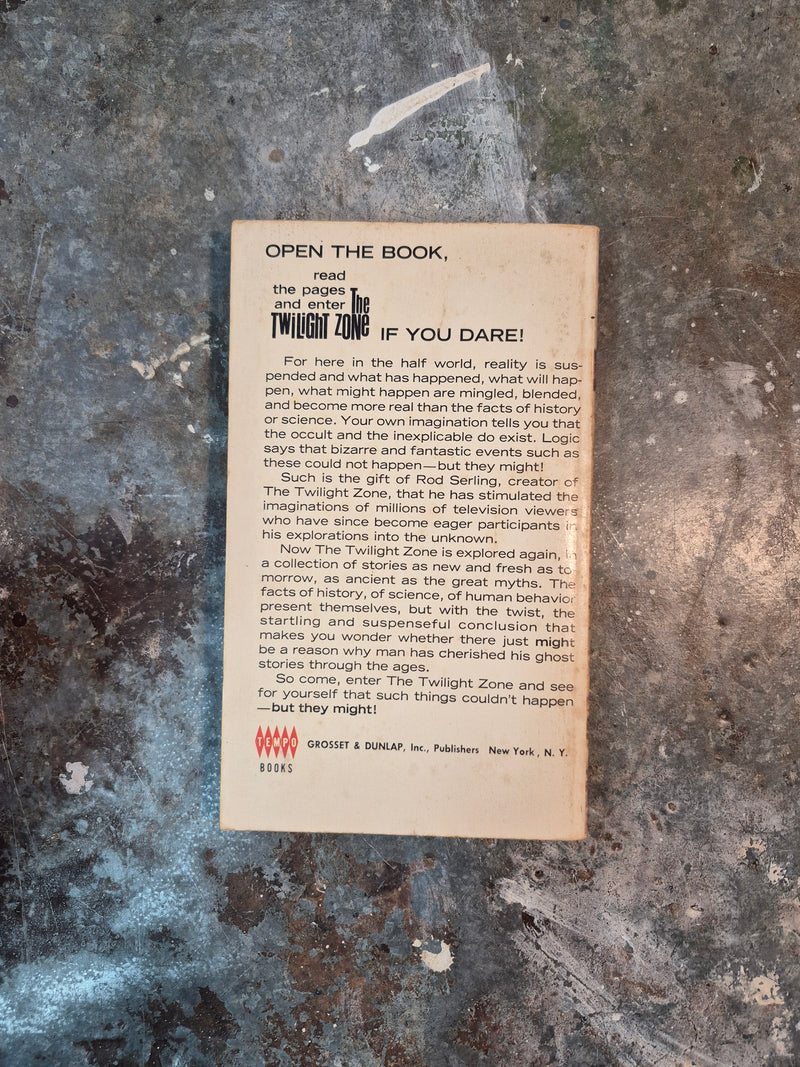 OPEN THE BOOK,
read
the pages
and enter The
TWILIGHT ZONE IF YOU DARE!
For here in the half world, reality is sus-
pended and what has happened, what will hap-
pen, what might happen are mingled, blended,
and become more real than the facts of history
or science. Your own imagination tells you that
the occult and the inexplicable do exist. Logic
says that bizarre and fantastic events such as
these could not happen—but they might!
Such is the gift of Rod Serling, creator of
The Twilight Zone, that he has stimulated the
imaginations of millions of television viewers
who have since become eager participants in
his explorations into the unknown.
Now The Twilight Zone is explored again, in
a collection of stories as new and fresh as to-
morrow, as ancient as the great myths. The
facts of history, of science, of human behavior
present themselves, but with the twist, the
startling and suspenseful conclusion that
makes you wonder whether there just might
be a reason why man has cherished his ghost
stories through the ages.
So come, enter The Twilight Zone and see
for yourself that such things couldn't happen
—but they might!
TEMPO
BOOKS
GROSSET & DUNLAP, Inc., Publishers New York, N. Y.